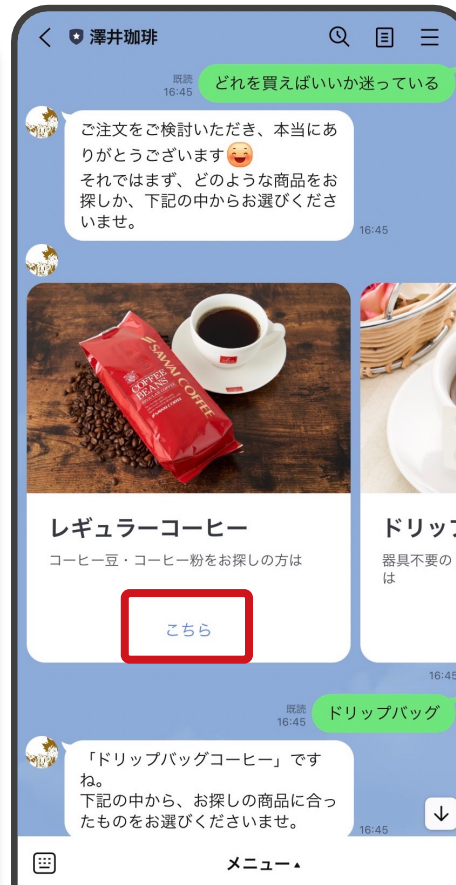 澤井珈琲
既読
16:45
どれを買えばいいか迷っている
ご注文をご検討いただき、本当にあ
りがとうございます
それではまず、どのような商品をお
探しか、下記の中からお選びくださ
いませ。
16:45
SAWAI COFFEE
COFFEE
BEANS
レギュラーコーヒー
コーヒー豆・コーヒー粉をお探しの方は
こちら
ドリップ
器具不要の
は
16:45
既読
16:45
ドリップバッグ
「ドリップバッグコーヒー」です
ね。
下記の中から、お探しの商品に合っ
たものをお選びくださいませ。
16:45
メニュー